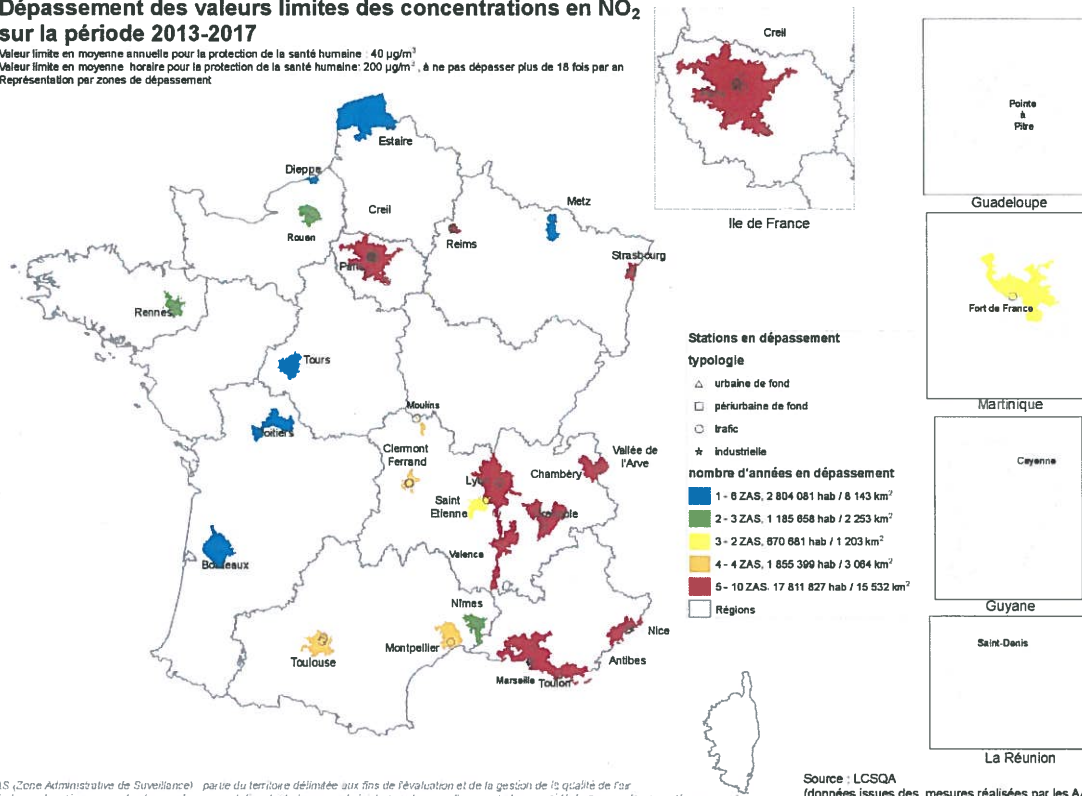 Dépassement des valeurs limites des concentrations en NO₂
sur la période 2013-2017
Valeur limite en moyenne annuelle pour la protection de la santé humaine : 40 µg/m³
Valeur limite en moyenne horaire pour la protection de la santé humaine: 200 µg/m³ , à ne pas dépasser plus de 18 fois par an
Représentation par zones de dépassement
Creil
Ile de France
Pointe
à
Pitre
Guadeloupe
Fort de France
Martinique
Cayenne
Guyane
Saint-Denis
La Réunion
Estaire
Dieppe
Creil
Rouen
Reims
Metz
Strasbourg
Rennes
Tours
Poitiers
Moulins
Clermont
Ferrand
Saint
Etienne
Chambéry
Vallée de
l'Arve
Valence
Bordeaux
Nîmes
Montpellier
Toulouse
Marseille
Toulon
Nice
Antibes
Stations en dépassement
typologie
urbaine de fond
périurbaine de fond
trafic
industrielle
nombre d'années en dépassement
1 - 6 ZAS, 2 804 081 hab / 8 143 km²
2 - 3 ZAS, 1 185 658 hab / 2 253 km²
3 - 2 ZAS, 670 681 hab / 1 203 km²
4 - 4 ZAS, 1 855 399 hab / 3 064 km²
5 - 10 ZAS, 17 811 827 hab / 15 532 km²
Régions
AS (Zone Administrative de Suveillance) partie du territoire délimitée aux fins de l'évaluation et de la gestion de la qualité de l'air
Source : LCSQA
(données issues des mesures réalisées par les